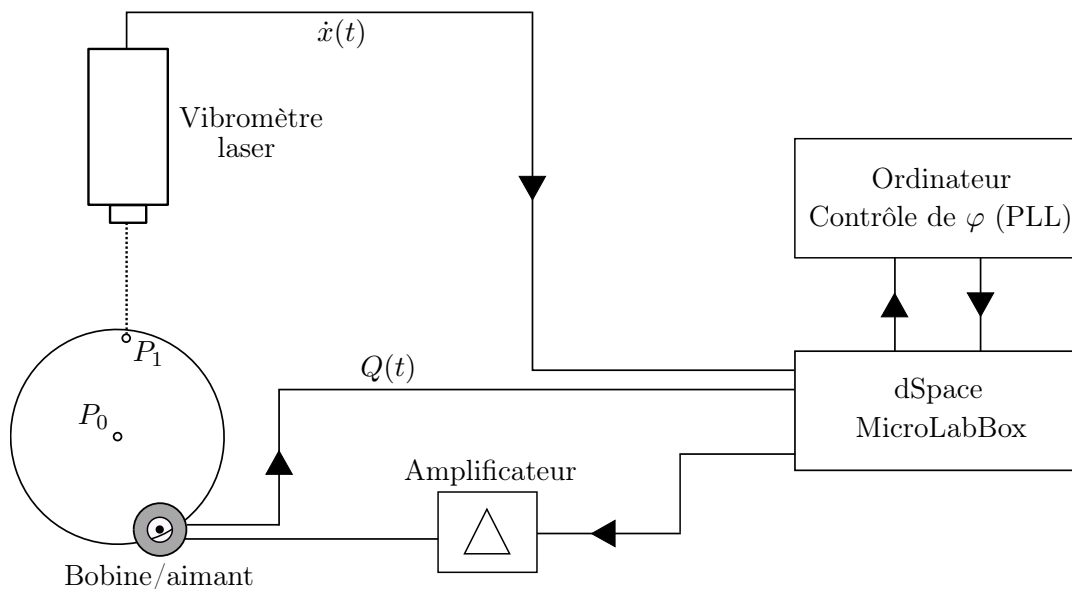 ẋ(t)
Vibromètre
laser
Ordinateur
Contrôle de φ (PLL)
P₁
Q(t)
P₀
dSpace
MicroLabBox
Amplificateur
Bobine/aimant